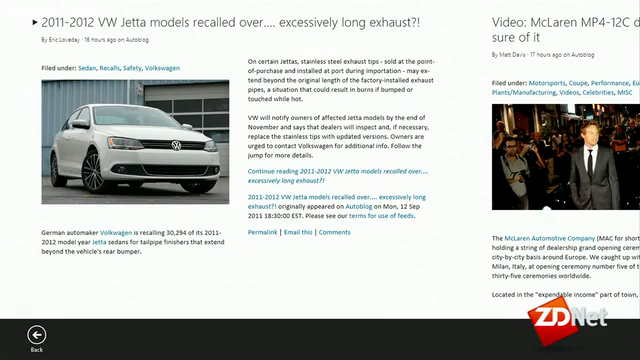 2011-2012 VW Jetta models recalled over.... excessively long exhaust?!
By Eric Loveday - 16 hours ago on Autoblog
Filed under: Sedan, Recalls, Safety, Volkswagen
German automaker Volkwagen is recalling 30,294 of its 2011-
2012 model year Jetta sedans for tailpipe finishers that extend
beyond the vehicle's rear bumper.
On certain Jettas, stainless steel exhaust tips - sold at the point-
of-purchase and installed at port during importation - may ex-
tend beyond the original length of the factory-installed exhaust
pipes, a situation that could result in burns if bumped or
touched while hot.
VW will notify owners of affected Jetta models by the end of
November and says that dealers will inspect and, if necessary,
replace the stainless tips with updated versions. Owners are
urged to contact Volkswagen for additional info. Follow the
jump for more details.
Continue reading 2011-2012 VW Jetta models recalled over....
excessively long exhaust?!
2011-2012 VW Jetta models recalled over.... excessively long
exhaust?! originally appeared on Autoblog on Mon, 12 Sep
2011 18:30:00 EST. Please see our terms for use of feeds.
Permalink | Email this | Comments
Video: McLaren MP4-12C d
sure of it
By Matt Davis - 17 hours ago on Autoblog
Filed under: Motorsports, Coupe, Performance, Eu
Plants/Manufacturing, Videos, Celebrities, MISC
The McLaren Automotive Company (MAC for short
holding a string of dealership grand opening cerem
city-by-city basis around Europe. We caught up wi
Milan, Italy, at opening ceremony number five of t
thirty-five ceremonies worldwide.
Located in the "expendable income" part of town,
ZDNet
Back